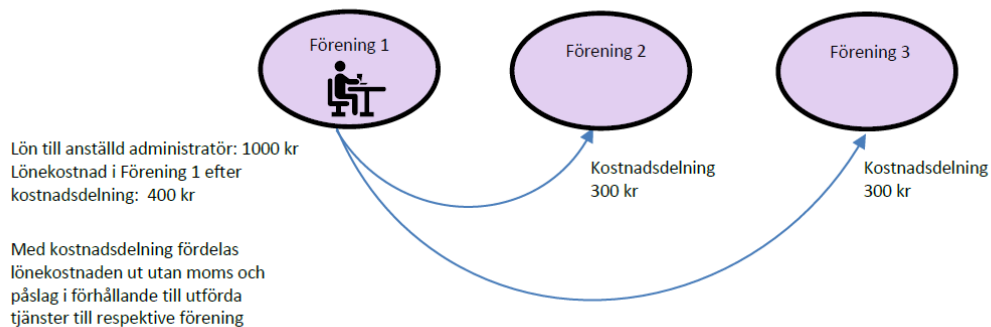 Förening 1
Förening 2
Förening 3
Lön till anställd administratör: 1000 kr
Lönekostnad i Förening 1 efter
kostnadsdelning: 400 kr
Kostnadsdelning
300 kr
Kostnadsdelning
300 kr
Med kostnadsdelning fördelas
lönekostnaden ut utan moms och
påslag i förhållande till utförda
tjänster till respektive förening